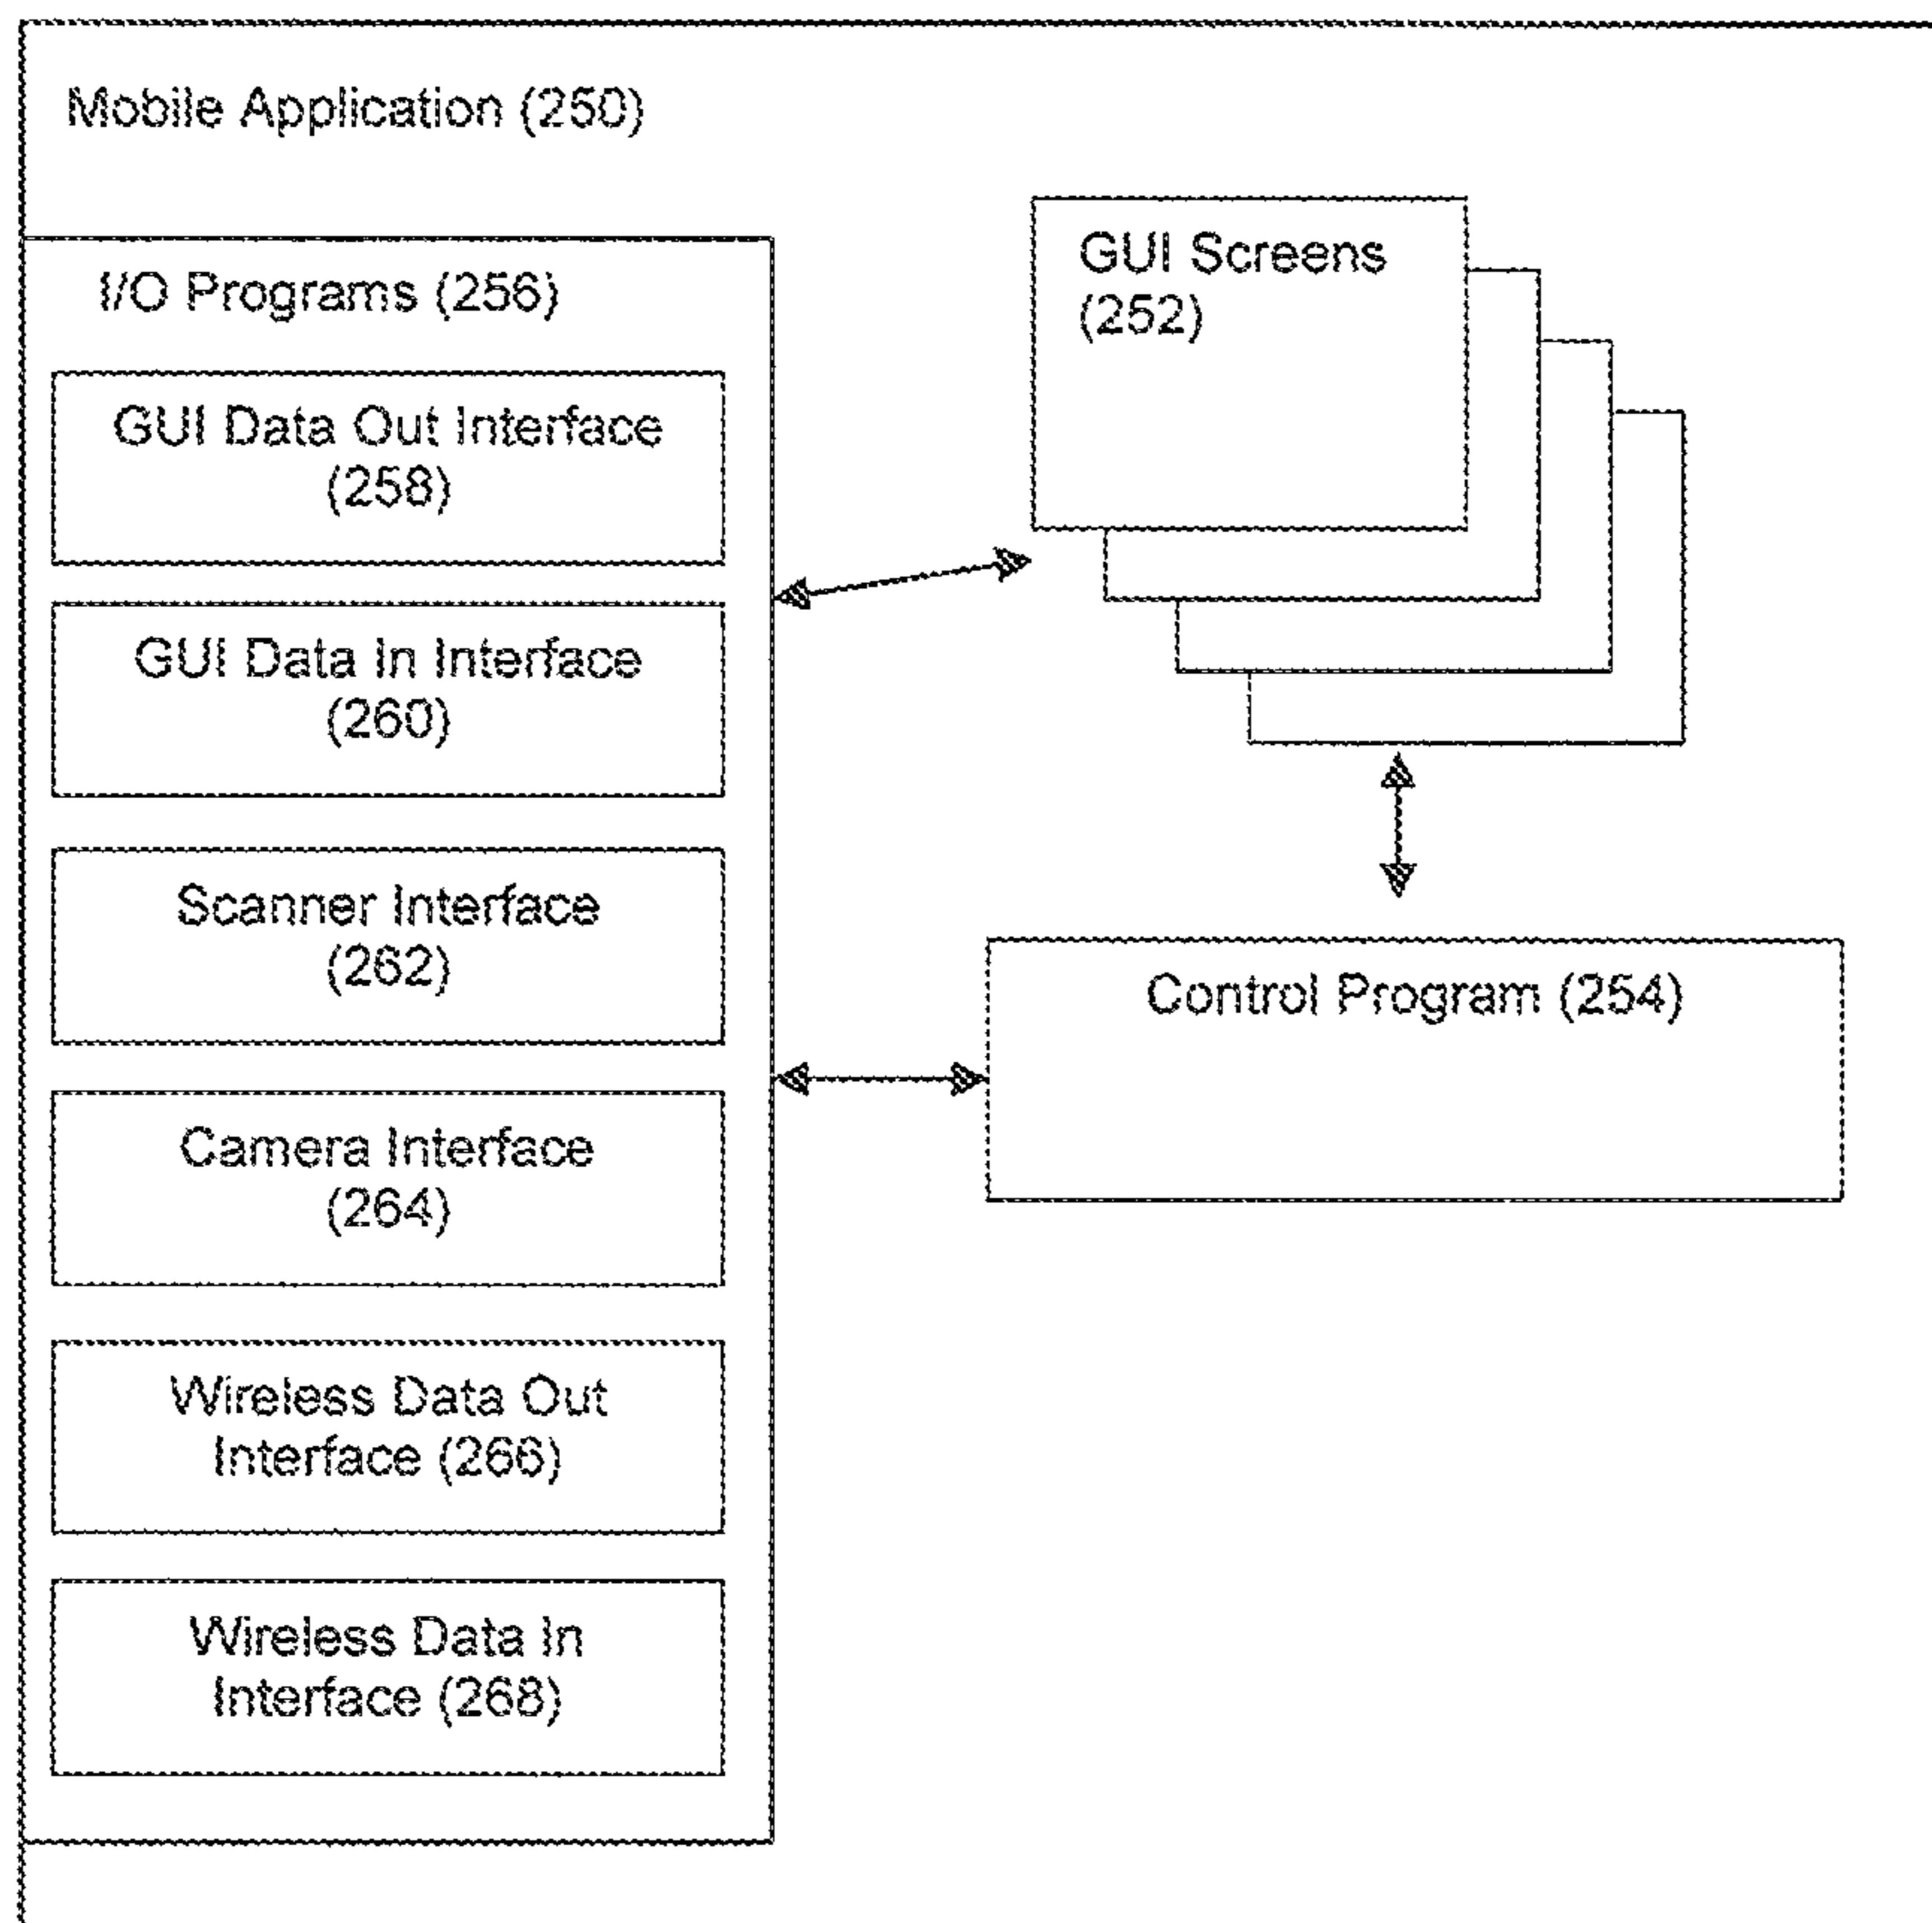 Mobile Application (250)
I/O Programs (256)
GUI Data Out Interface
(258)
GUI Data In Interface
(260)
Scanner Interface
(262)
Camera Interface
(264)
Wireless Data Out
Interface (266)
Wireless Data In
Interface (268)
GUI Screens
(252)
Control Program (254)